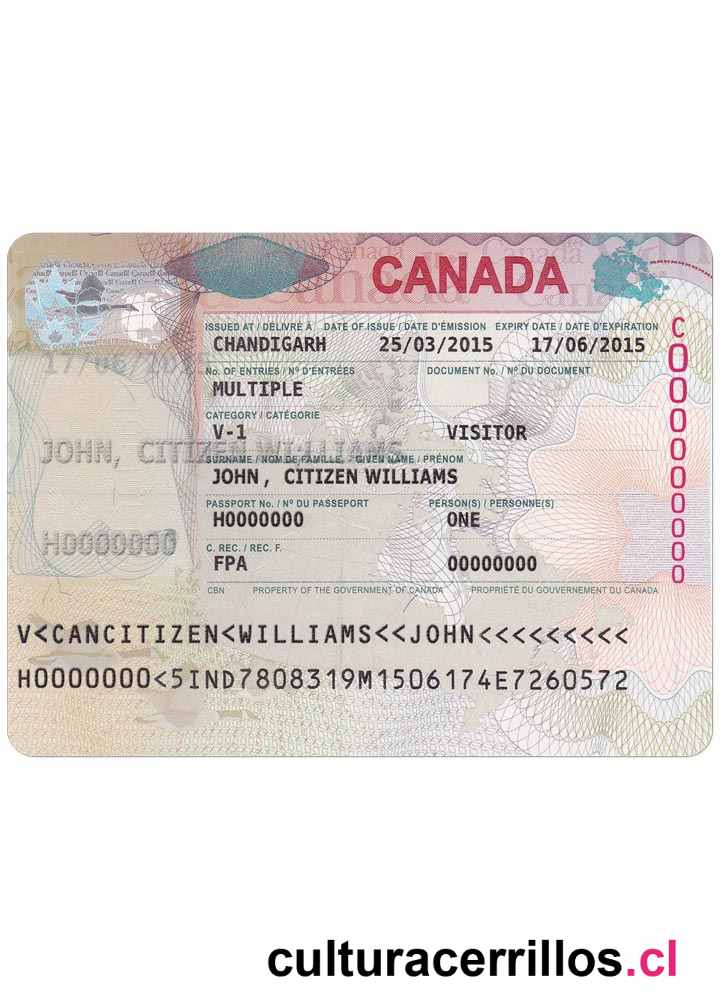 CANADA
ISSUED AT / DÉLIVRÉ À DATE OF ISSUE / DATE D'ÉMISSION EXPIRY DATE / DATE D'EXPIRATION
CHANDIGARH 25/03/2015 17/06/2015
17/06/2015
No. OF ENTRIES / Nº D'ENTRÉES DOCUMENT No. / Nº DU DOCUMENT
MULTIPLE
CATEGORY / CATÉGORIE
V-1 VISITOR
JOHN, CITIZEN WILLIAMS
SURNAME / NOM DE FAMILLE, GIVEN NAME / PRÉNOM
JOHN, CITIZEN WILLIAMS
PASSPORT No. / Nº DU PASSEPORT PERSON(S) / PERSONNE(S)
H0000000 ONE
H0000000
C. REC. / REC. F.
FPA 00000000
CBN PROPERTY OF THE GOVERNMENT OF CANADA PROPRIÉTÉ DU GOUVERNEMENT DU CANADA
C000000000
V<CANCITIZEN<WILLIAMS<<JOHN<<<<<<<<<
H0000000<5IND7808319M1506174E7260572
culturacerrillos.cl